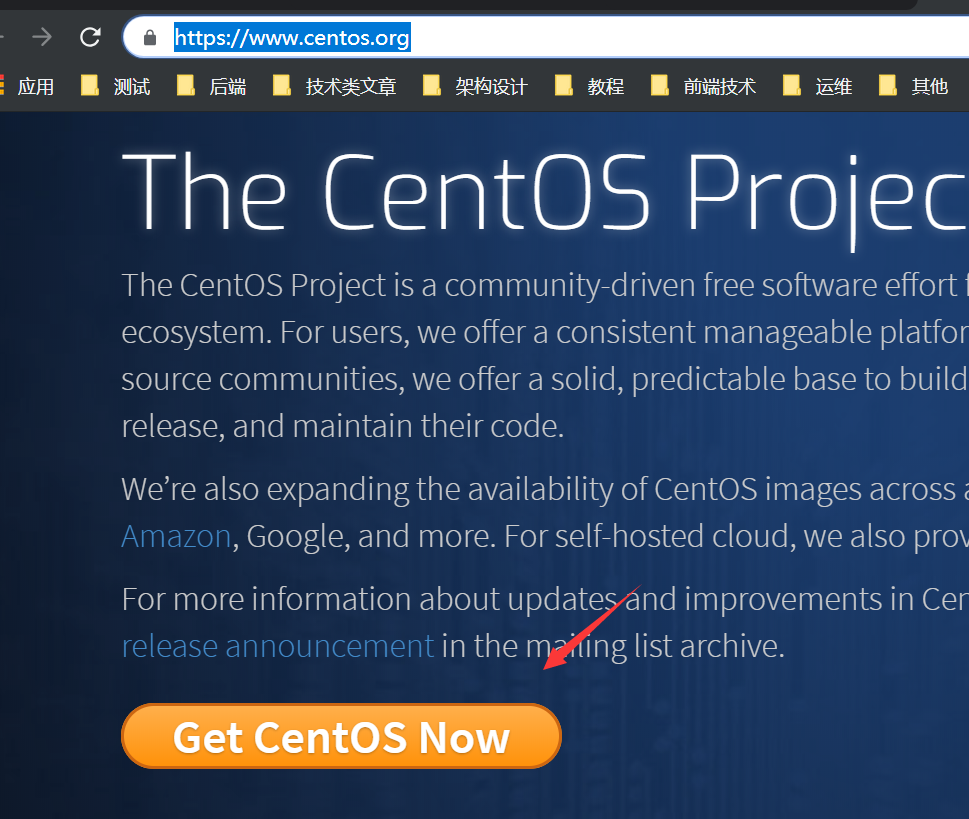 https://www.centos.org
应用 测试 后端 技术类文章 架构设计 教程 前端技术 运维 其他
The CentOS Projec
The CentOS Project is a community-driven free software effort f
ecosystem. For users, we offer a consistent manageable platfor
source communities, we offer a solid, predictable base to build
release, and maintain their code.
We’re also expanding the availability of CentOS images across a
Amazon, Google, and more. For self-hosted cloud, we also prov
For more information about updates and improvements in Cen
release announcement in the mailing list archive.
Get CentOS Now